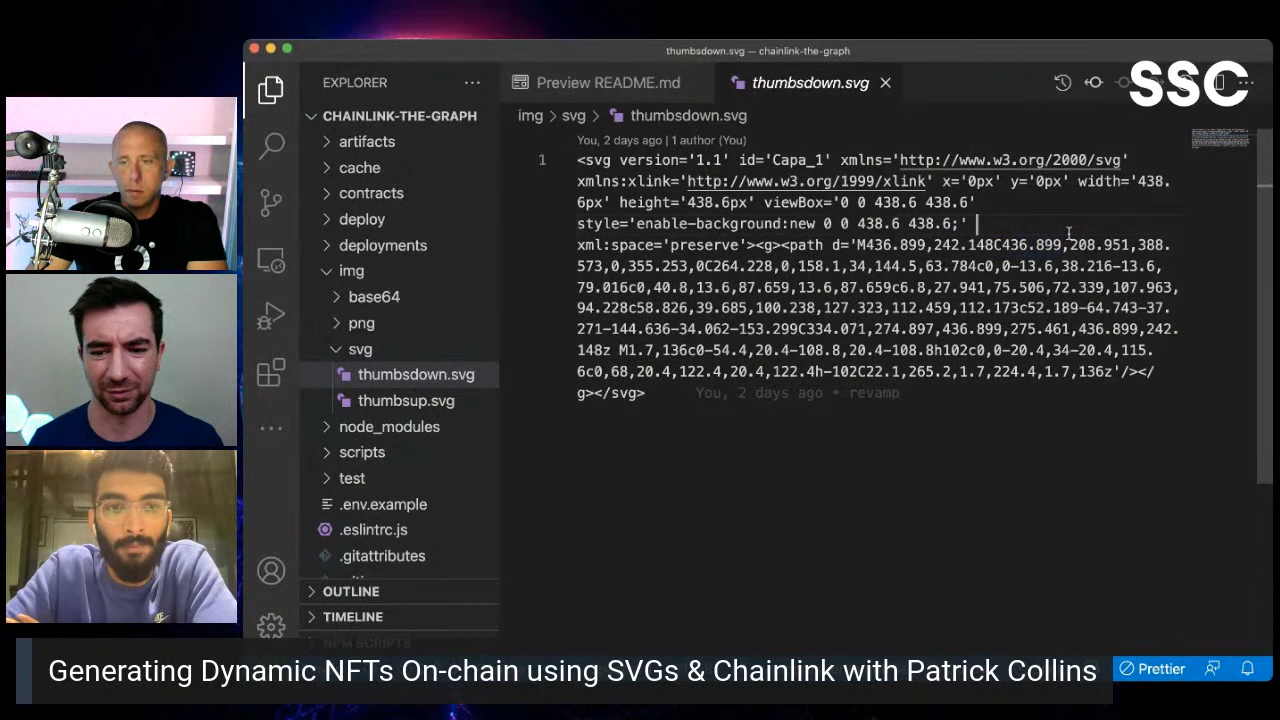 thumbsdown.svg — chainlink-the-graph
SSC
EXPLORER
Preview README.md
thumbsdown.svg
CHAINLINK-THE-GRAPH
artifacts
cache
contracts
deploy
deployments
img
base64
png
svg
thumbsdown.svg
thumbsup.svg
node_modules
scripts
test
.env.example
.eslintrc.js
.gitattributes
OUTLINE
TIMELINE
NPM SCRIPTS
img > svg > thumbsdown.svg
You, 2 days ago | 1 author (You)
1 <svg version='1.1' id='Capa_1' xmlns='http://www.w3.org/2000/svg'
xmlns:xlink='http://www.w3.org/1999/xlink' x='0px' y='0px' width='438.
6px' height='438.6px' viewBox='0 0 438.6 438.6'
style='enable-background:new 0 0 438.6 438.6;'
xml:space='preserve'><g><path d='M436.899,242.148C436.899,208.951,388.
573,0,355.253,0C264.228,0,158.1,34,144.5,63.784c0,0-13.6,38.216-13.6,
79.016c0,40.8,13.6,87.659,13.6,87.659c6.8,27.941,75.506,72.339,107.963,
94.228c58.826,39.685,100.238,127.323,112.459,112.173c52.189-64.743-37.
271-144.636-34.062-153.299C334.071,274.897,436.899,275.461,436.899,242.
148z M1.7,136c0-54.4,20.4-108.8,20.4-108.8h102c0,0-20.4,34-20.4,115.
6c0,68,20.4,122.4,20.4,122.4h-102C22.1,265.2,1.7,224.4,1.7,136z'/></
g></svg> You, 2 days ago • revamp
Generating Dynamic NFTs On-chain using SVGs & Chainlink with Patrick Collins
Prettier